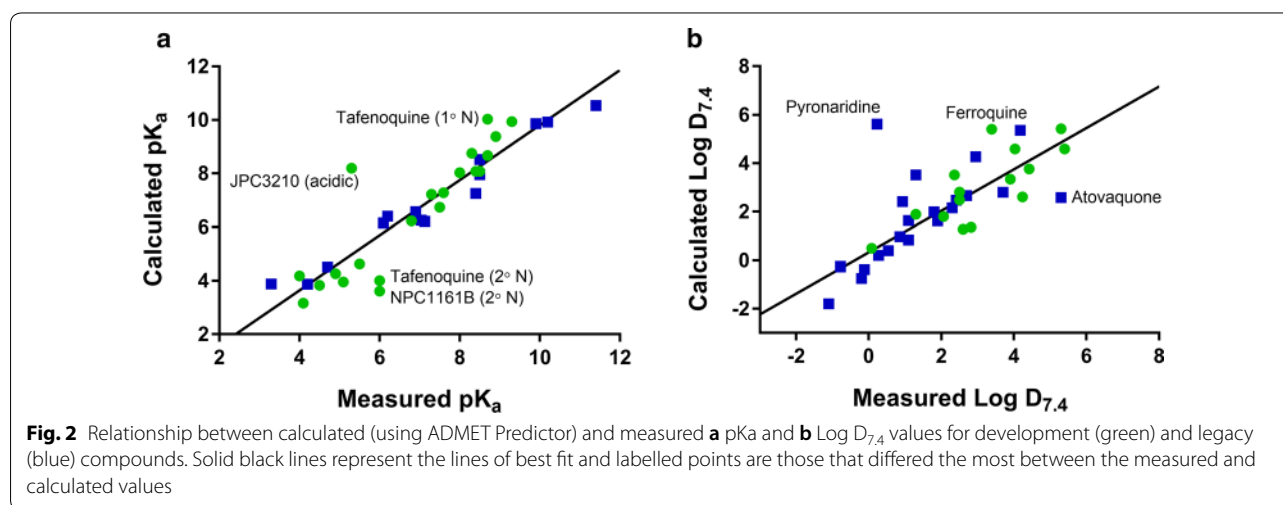 a
12
10
8
6
4
2
Calculated pKa
Tafenoquine (1° N)
JPC3210 (acidic)
Tafenoquine (2° N)
NPC1161B (2° N)
2 4 6 8 10 12
Measured pKa
b
8
6
4
2
0
-2
Calculated Log D7.4
Pyronaridine
Ferroquine
Atovaquone
-2 0 2 4 6 8
Measured Log D7.4
Fig. 2 Relationship between calculated (using ADMET Predictor) and measured a pKa and b Log D7.4 values for development (green) and legacy
(blue) compounds. Solid black lines represent the lines of best fit and labelled points are those that differed the most between the measured and
calculated values